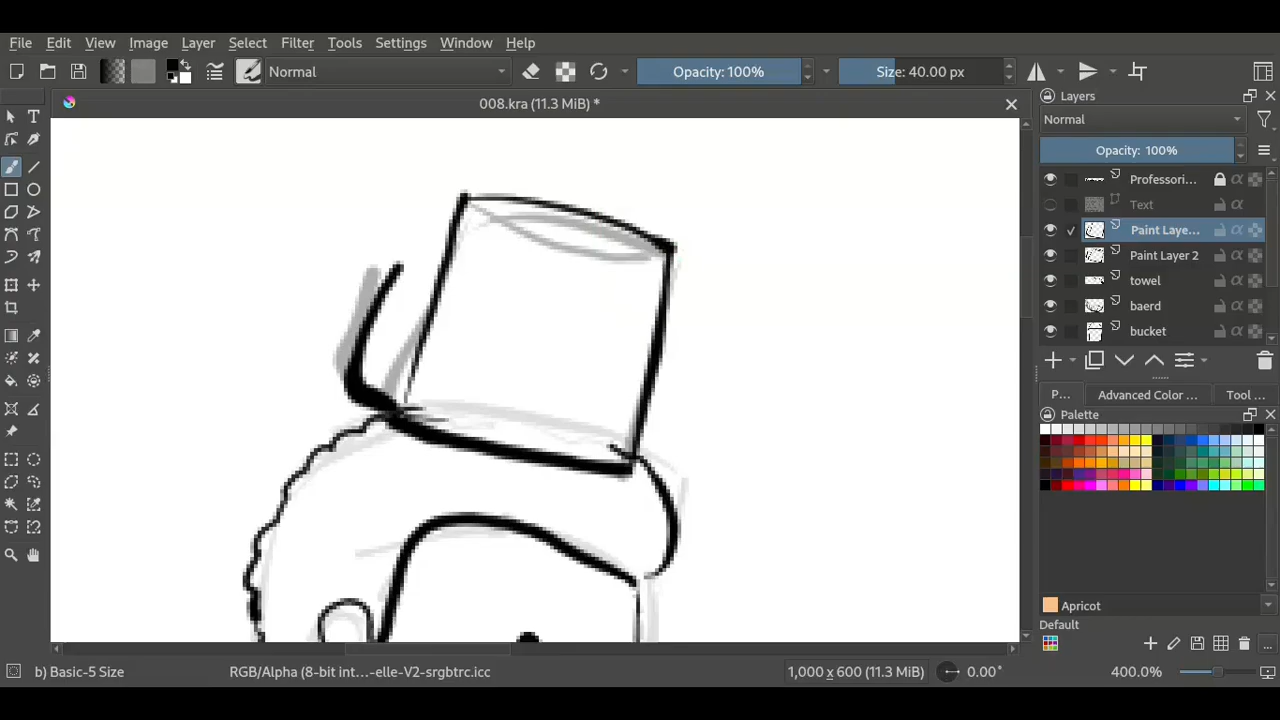 File Edit View Image Layer Select Filter Tools Settings Window Help
Normal Opacity: 100% Size: 40.00 px
008.kra (11.3 MiB) *
Layers
Normal
Opacity: 100%
Professori...
Text
Paint Laye...
Paint Layer 2
towel
baerd
bucket
P... Advanced Color ... Tool ...
Palette
Apricot
Default
b) Basic-5 Size RGB/Alpha (8-bit int...-elle-V2-srgbtrc.icc 1,000 x 600 (11.3 MiB) 0.00° 400.0%